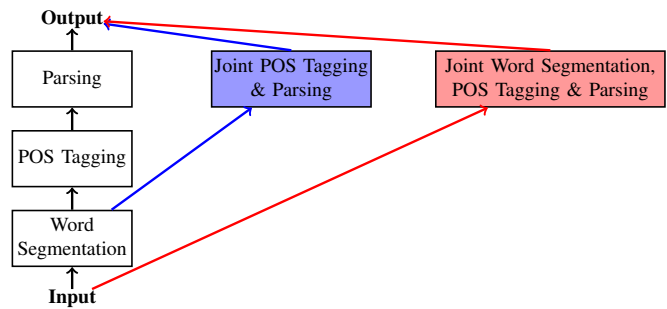 Output
Parsing
Joint POS Tagging
& Parsing
Joint Word Segmentation,
POS Tagging & Parsing
POS Tagging
Word
Segmentation
Input